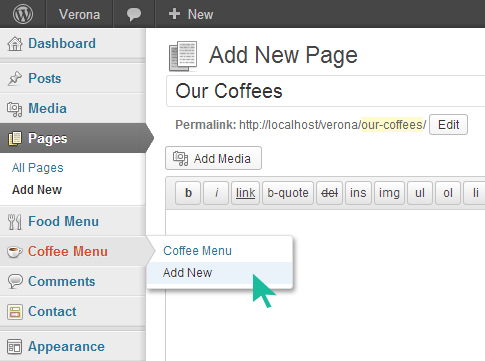 Verona + New
Dashboard
Posts
Media
Pages
All Pages
Add New
Food Menu
Coffee Menu
Comments
Contact
Appearance
Add New Page
Our Coffees
Permalink: http://localhost/verona/our-coffees/ Edit
Add Media
b i link b-quote del ins img ul ol li
Coffee Menu
Add New